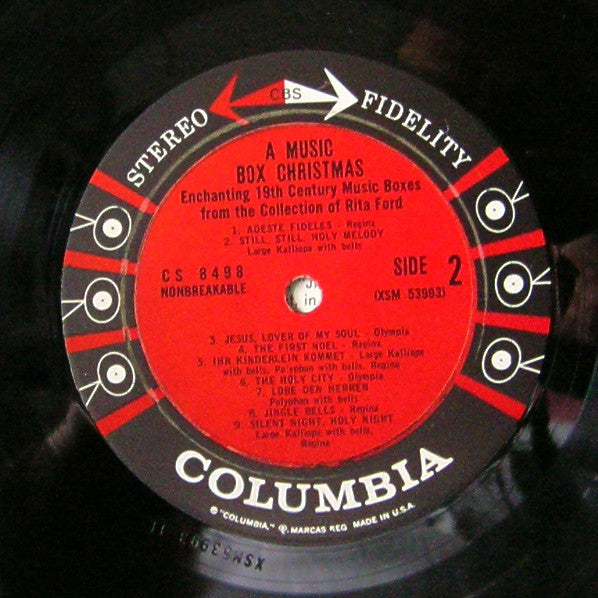 STEREO FIDELITY
CBS
A MUSIC
BOX CHRISTMAS
Enchanting 19th Century Music Boxes
from the Collection of Rita Ford
1. ADESTE FIDELES - Regina
2. STILL, STILL, HOLY MELODY
Large Kalliope with bells
CS 8498
NONBREAKABLE
SIDE 2
(XSM 53993)
in
3. JESUS, LOVER OF MY SOUL - Olympia
4. THE FIRST NOEL - Regina
5. IHR KINDERLEIN KOMMET - Large Kalliope
with bells, Polyphon with bells, Regina
6. THE HOLY CITY - Olympia
7. LOBE DEN HERREN
Polyphon with bells
8. JINGLE BELLS - Regina
9. SILENT NIGHT, HOLY NIGHT
Large Kalliope with bells,
Regina
COLUMBIA
® "COLUMBIA," ⓟ, MARCAS REG. MADE IN U.S.A.